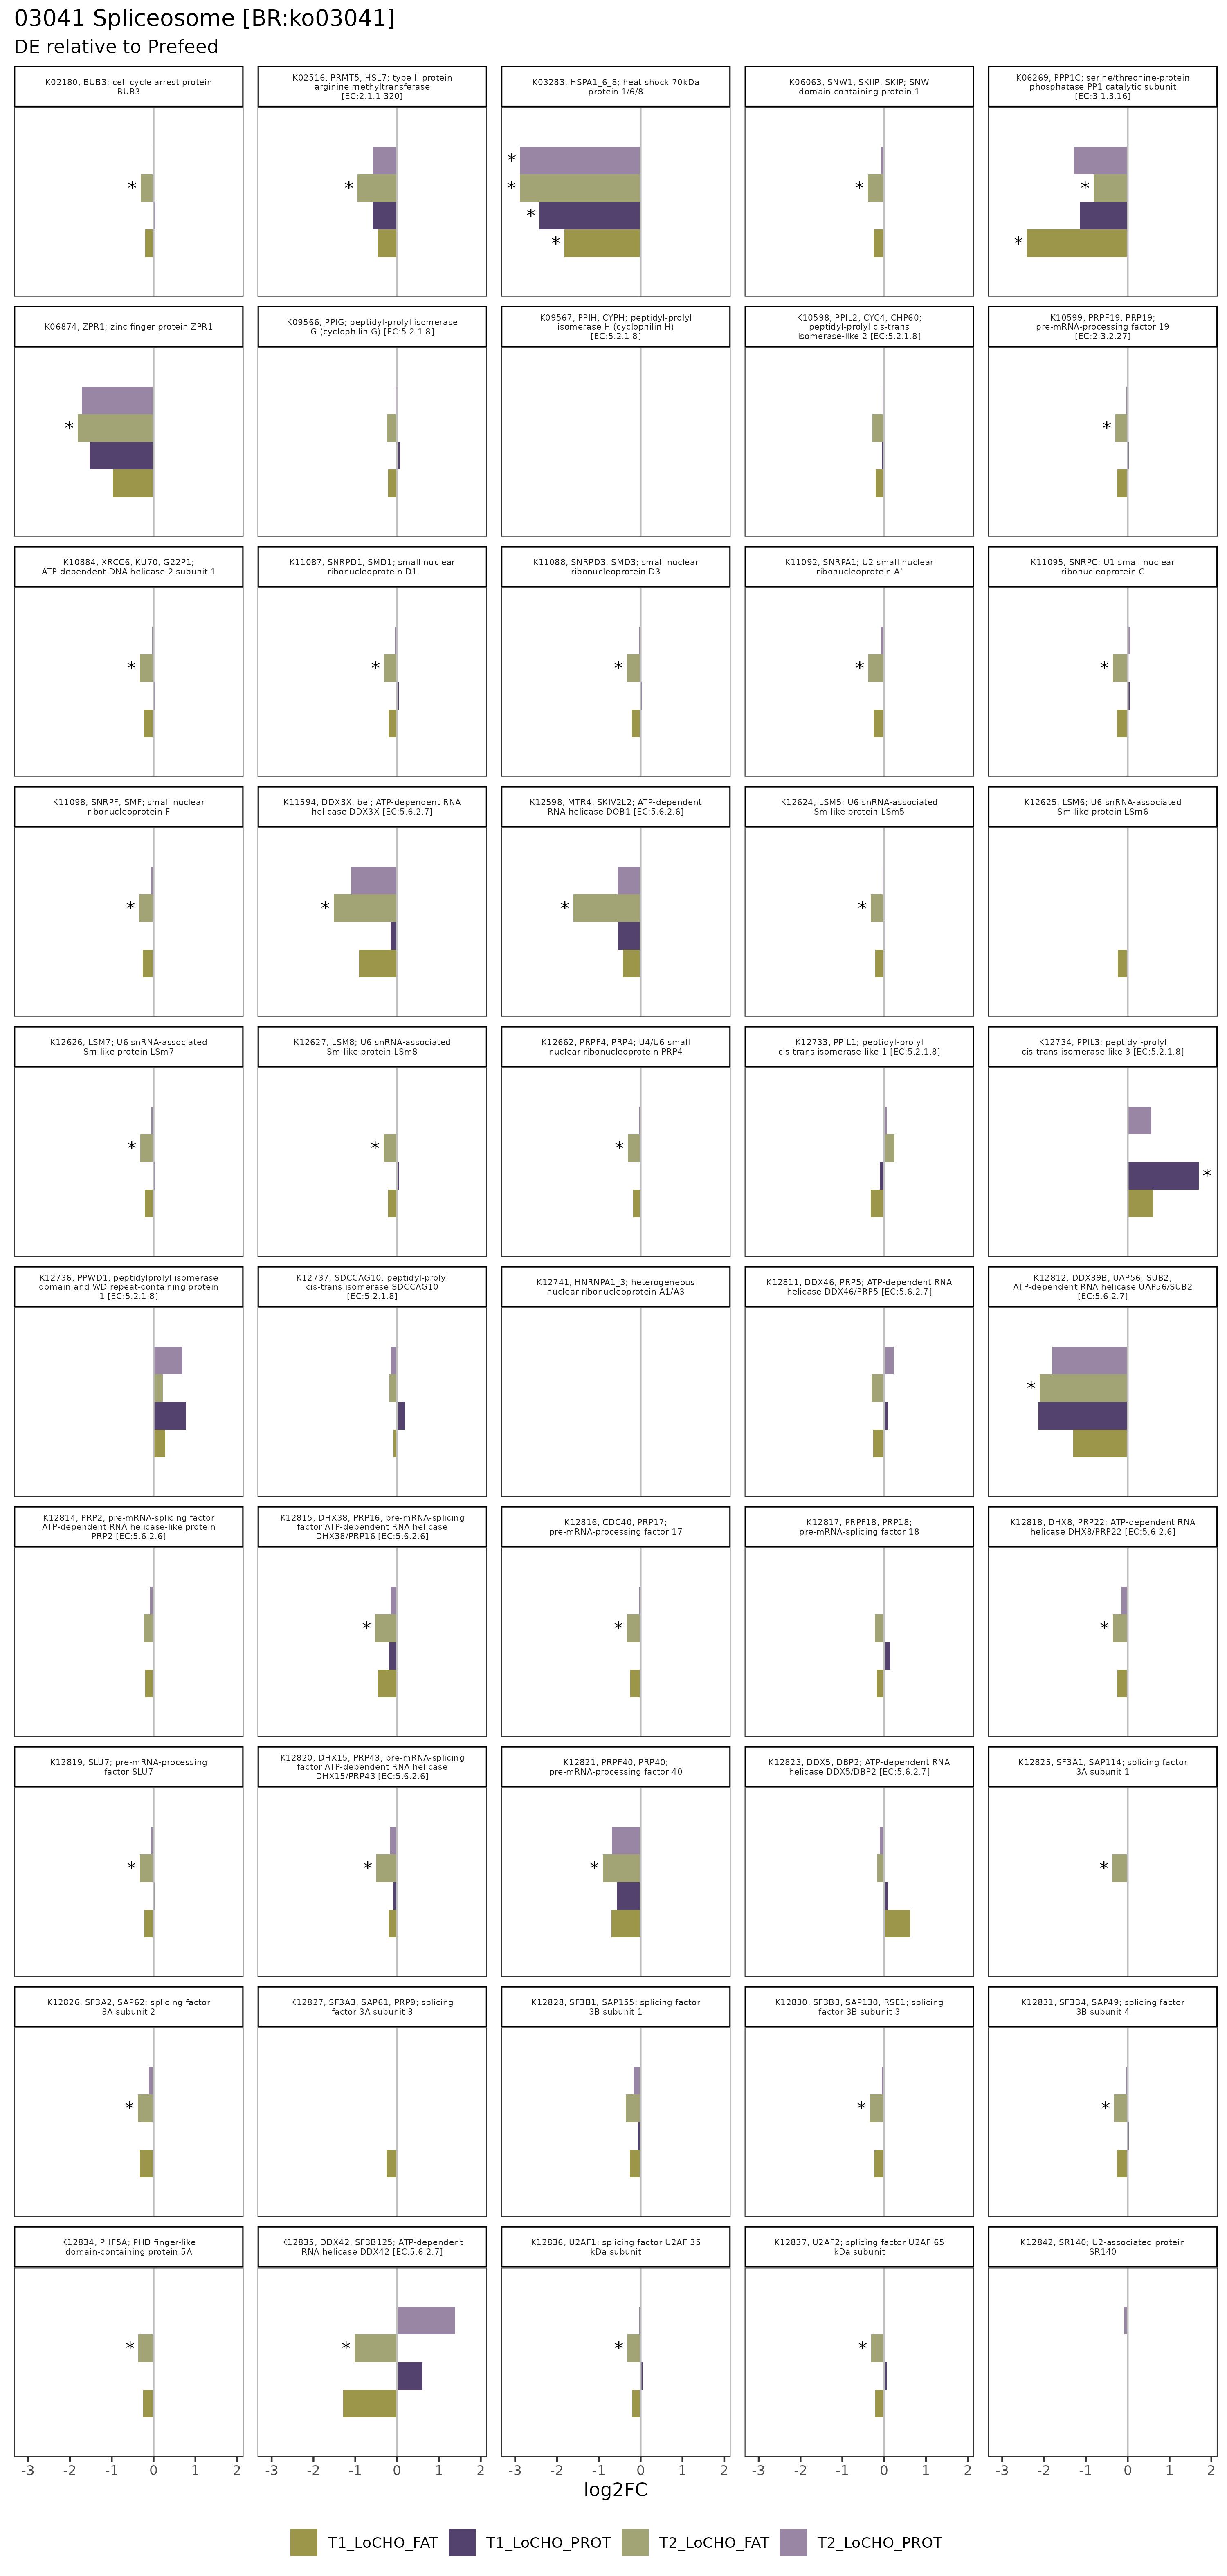 03041 Spliceosome [BR:ko03041]
DE relative to Prefeed
K02180, BUB3; cell cycle arrest protein
BUB3
K02516, PRMT5, HSL7; type II protein
arginine methyltransferase
[EC:2.1.1.320]
K03283, HSPA1_6_8; heat shock 70kDa
protein 1/6/8
K06063, SNW1, SKIIP, SKIP; SNW
domain-containing protein 1
K06269, PPP1C; serine/threonine-protein
phosphatase PP1 catalytic subunit
[EC:3.1.3.16]
*
*
*
*
*
*
*
*
*
K06874, ZPR1; zinc finger protein ZPR1
K09566, PPIG; peptidyl-prolyl isomerase
G (cyclophilin G) [EC:5.2.1.8]
K09567, PPIH, CYPH; peptidyl-prolyl
isomerase H (cyclophilin H)
[EC:5.2.1.8]
K10598, PPIL2, CYC4, CHP60;
peptidyl-prolyl cis-trans
isomerase-like 2 [EC:5.2.1.8]
K10599, PRPF19, PRP19;
pre-mRNA-processing factor 19
[EC:2.3.2.27]
*
*
K10884, XRCC6, KU70, G22P1;
ATP-dependent DNA helicase 2 subunit 1
K11087, SNRPD1, SMD1; small nuclear
ribonucleoprotein D1
K11088, SNRPD3, SMD3; small nuclear
ribonucleoprotein D3
K11092, SNRPA1; U2 small nuclear
ribonucleoprotein A'
K11095, SNRPC; U1 small nuclear
ribonucleoprotein C
*
*
*
*
*
K11098, SNRPF, SMF; small nuclear
ribonucleoprotein F
K11594, DDX3X, bel; ATP-dependent RNA
helicase DDX3X [EC:5.6.2.7]
K12598, MTR4, SKIV2L2; ATP-dependent
RNA helicase DOB1 [EC:5.6.2.6]
K12624, LSM5; U6 snRNA-associated
Sm-like protein LSm5
K12625, LSM6; U6 snRNA-associated
Sm-like protein LSm6
*
*
*
*
K12626, LSM7; U6 snRNA-associated
Sm-like protein LSm7
K12627, LSM8; U6 snRNA-associated
Sm-like protein LSm8
K12662, PRPF4, PRP4; U4/U6 small
nuclear ribonucleoprotein PRP4
K12733, PPIL1; peptidyl-prolyl
cis-trans isomerase-like 1 [EC:5.2.1.8]
K12734, PPIL3; peptidyl-prolyl
cis-trans isomerase-like 3 [EC:5.2.1.8]
*
*
*
*
K12736, PPWD1; peptidylprolyl isomerase
domain and WD repeat-containing protein
1 [EC:5.2.1.8]
K12737, SDCCAG10; peptidyl-prolyl
cis-trans isomerase SDCCAG10
[EC:5.2.1.8]
K12741, HNRNPA1_3; heterogeneous
nuclear ribonucleoprotein A1/A3
K12811, DDX46, PRP5; ATP-dependent RNA
helicase DDX46/PRP5 [EC:5.6.2.7]
K12812, DDX39B, UAP56, SUB2;
ATP-dependent RNA helicase UAP56/SUB2
[EC:5.6.2.7]
*
K12814, PRP2; pre-mRNA-splicing factor
ATP-dependent RNA helicase-like protein
PRP2 [EC:5.6.2.6]
K12815, DHX38, PRP16; pre-mRNA-splicing
factor ATP-dependent RNA helicase
DHX38/PRP16 [EC:5.6.2.6]
K12816, CDC40, PRP17;
pre-mRNA-processing factor 17
K12817, PRPF18, PRP18;
pre-mRNA-splicing factor 18
K12818, DHX8, PRP22; ATP-dependent RNA
helicase DHX8/PRP22 [EC:5.6.2.6]
*
*
*
K12819, SLU7; pre-mRNA-processing
factor SLU7
K12820, DHX15, PRP43; pre-mRNA-splicing
factor ATP-dependent RNA helicase
DHX15/PRP43 [EC:5.6.2.6]
K12821, PRPF40, PRP40;
pre-mRNA-processing factor 40
K12823, DDX5, DBP2; ATP-dependent RNA
helicase DDX5/DBP2 [EC:5.6.2.7]
K12825, SF3A1, SAP114; splicing factor
3A subunit 1
*
*
*
*
K12826, SF3A2, SAP62; splicing factor
3A subunit 2
K12827, SF3A3, SAP61, PRP9; splicing
factor 3A subunit 3
K12828, SF3B1, SAP155; splicing factor
3B subunit 1
K12830, SF3B3, SAP130, RSE1; splicing
factor 3B subunit 3
K12831, SF3B4, SAP49; splicing factor
3B subunit 4
*
*
*
K12834, PHF5A; PHD finger-like
domain-containing protein 5A
K12835, DDX42, SF3B125; ATP-dependent
RNA helicase DDX42 [EC:5.6.2.7]
K12836, U2AF1; splicing factor U2AF 35
kDa subunit
K12837, U2AF2; splicing factor U2AF 65
kDa subunit
K12842, SR140; U2-associated protein
SR140
*
*
*
*
-3 -2 -1 0 1 2
-3 -2 -1 0 1 2
-3 -2 -1 0 1 2
-3 -2 -1 0 1 2
-3 -2 -1 0 1 2
log2FC
T1_LoCHO_FAT T1_LoCHO_PROT T2_LoCHO_FAT T2_LoCHO_PROT